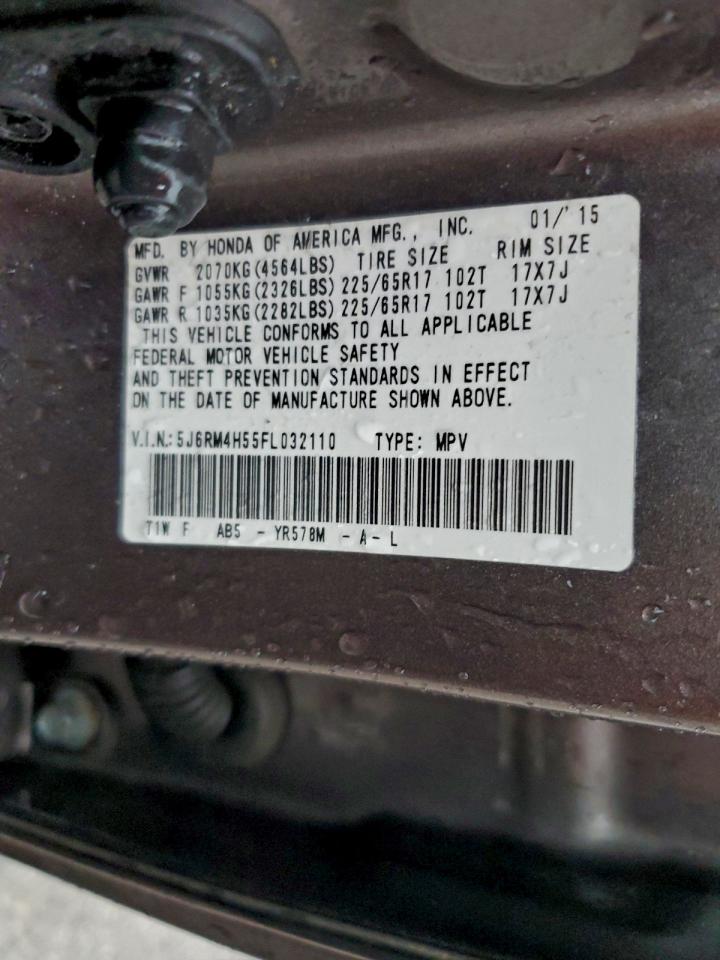 MFD. BY HONDA OF AMERICA MFG., INC. 01/'15
GVWR 2070KG(4564LBS) TIRE SIZE RIM SIZE
GAWR F 1055KG(2326LBS) 225/65R17 102T 17X7J
GAWR R 1035KG(2282LBS) 225/65R17 102T 17X7J
THIS VEHICLE CONFORMS TO ALL APPLICABLE
FEDERAL MOTOR VEHICLE SAFETY
AND THEFT PREVENTION STANDARDS IN EFFECT
ON THE DATE OF MANUFACTURE SHOWN ABOVE.
V.I.N.: 5J6RM4H55FL032110 TYPE: MPV
T1W F AB5 - YR578M - A - L